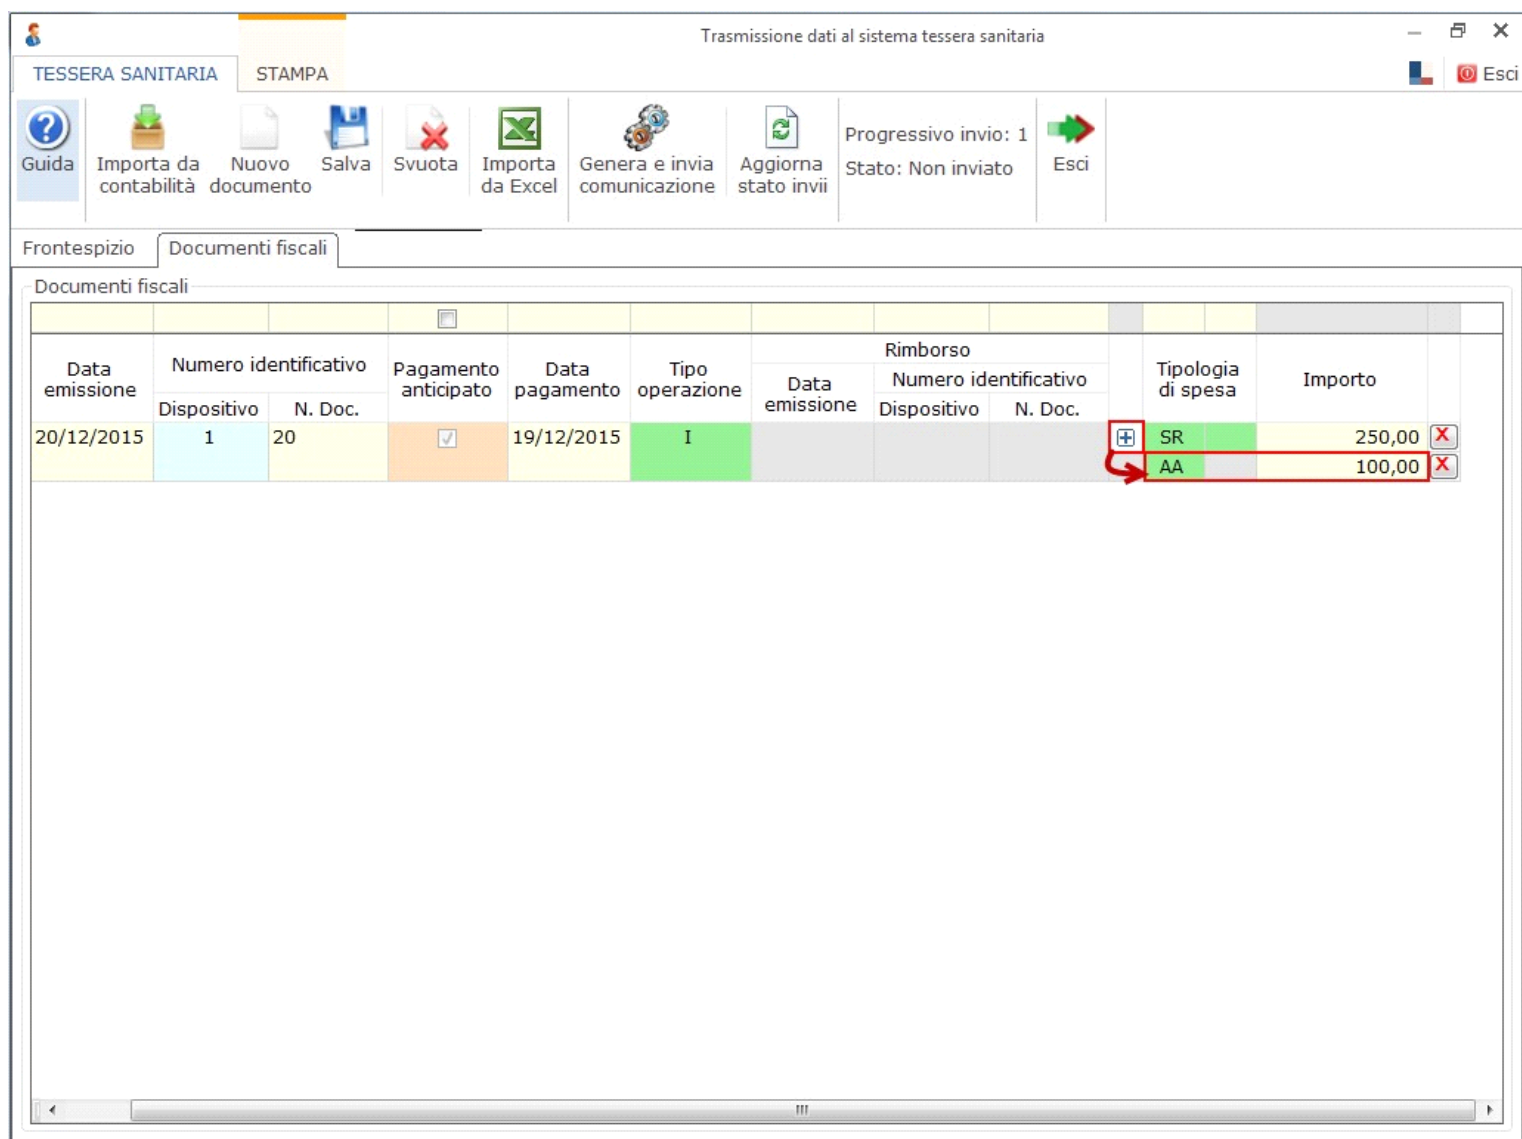 Trasmissione dati al sistema tessera sanitaria
TESSERA SANITARIA STAMPA Esci
Guida
Importa da contabilità
Nuovo documento
Salva
Svuota
Importa da Excel
Genera e invia comunicazione
Aggiorna stato invii
Progressivo invio: 1
Stato: Non inviato
Esci
Frontespizio Documenti fiscali
Documenti fiscali
Data emissione
Numero identificativo
Dispositivo N. Doc.
Pagamento anticipato
Data pagamento
Tipo operazione
Rimborso
Data emissione
Numero identificativo
Dispositivo N. Doc.
Tipologia di spesa
Importo
20/12/2015 1 20 19/12/2015 I SR 250,00 X
AA 100,00 X